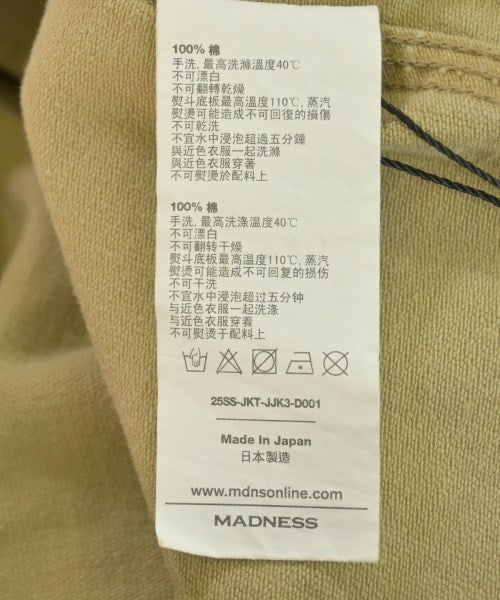 100% 棉
手洗, 最高洗滌溫度40℃
不可漂白
不可翻轉乾燥
熨斗底板最高溫度110℃, 蒸汽
熨燙可能造成不可回復的損傷
不可乾洗
不宜水中浸泡超過五分鐘
與近色衣服一起洗滌
與近色衣服穿著
不可熨燙於配料上
100% 棉
手洗, 最高洗涤温度40℃
不可漂白
不可翻转干燥
熨斗底板最高温度110℃, 蒸汽
熨烫可能造成不可回复的损伤
不可干洗
不宜水中浸泡超过五分钟
与近色衣服一起洗涤
与近色衣服穿着
不可熨烫于配料上
25SS-JKT-JJK3-D001
Made In Japan
日本製造
www.mdnsonline.com
MADNESS